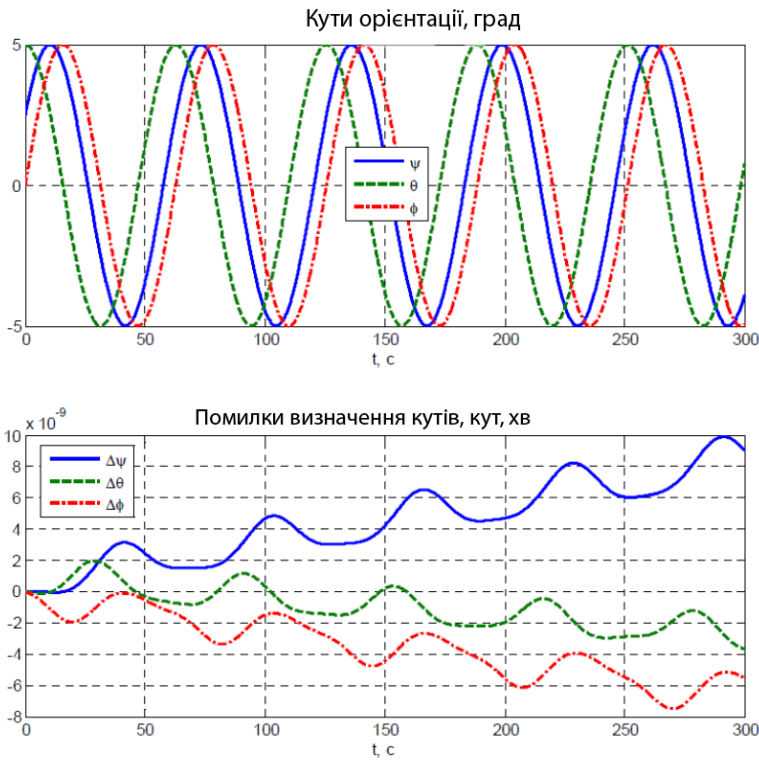 Кути орієнтації, град
5
0
-5
ψ
θ
ϕ
0 50 100 150 200 250 300
t, с
x 10⁻⁹
Помилки визначення кутів, кут, хв
10
8
6
4
2
0
-2
-4
-6
-8
Δψ
Δθ
Δϕ
0 50 100 150 200 250 300
t, с